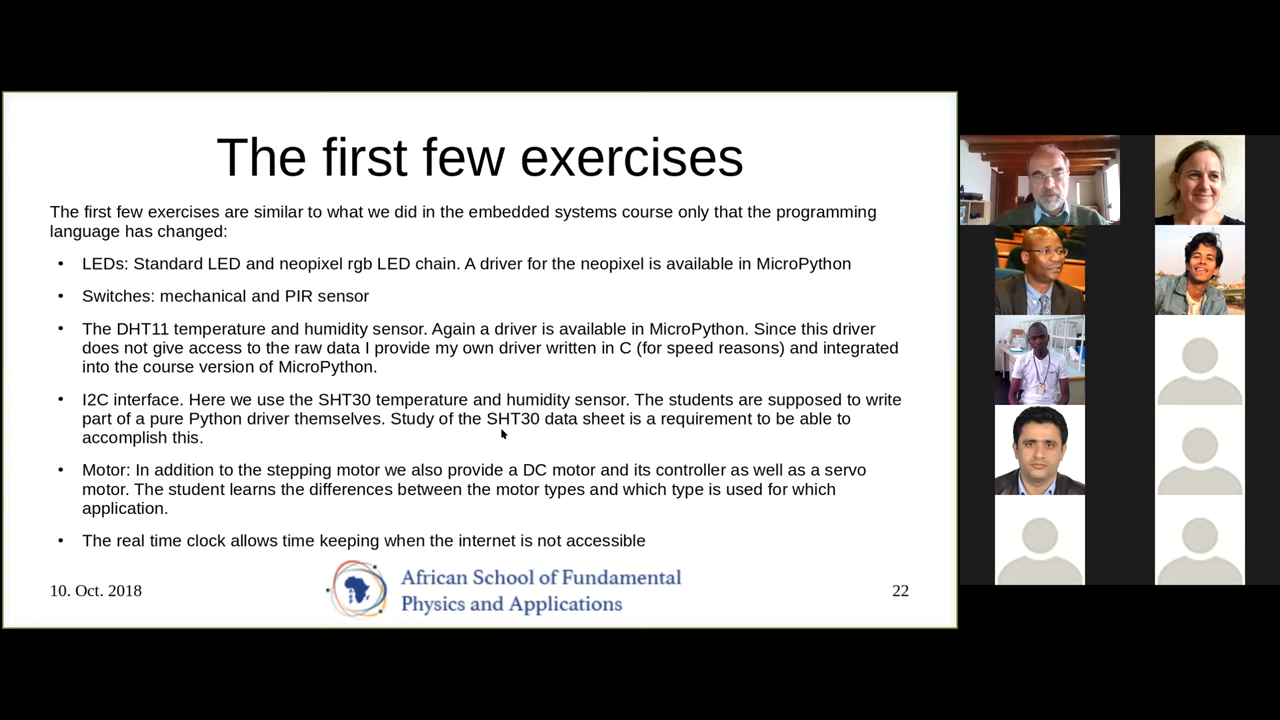 The first few exercises
The first few exercises are similar to what we did in the embedded systems course only that the programming
language has changed:
• LEDs: Standard LED and neopixel rgb LED chain. A driver for the neopixel is available in MicroPython
• Switches: mechanical and PIR sensor
• The DHT11 temperature and humidity sensor. Again a driver is available in MicroPython. Since this driver
does not give access to the raw data I provide my own driver written in C (for speed reasons) and integrated
into the course version of MicroPython.
• I2C interface. Here we use the SHT30 temperature and humidity sensor. The students are supposed to write
part of a pure Python driver themselves. Study of the SHT30 data sheet is a requirement to be able to
accomplish this.
• Motor: In addition to the stepping motor we also provide a DC motor and its controller as well as a servo
motor. The student learns the differences between the motor types and which type is used for which
application.
• The real time clock allows time keeping when the internet is not accessible
10. Oct. 2018
African School of Fundamental
Physics and Applications
22